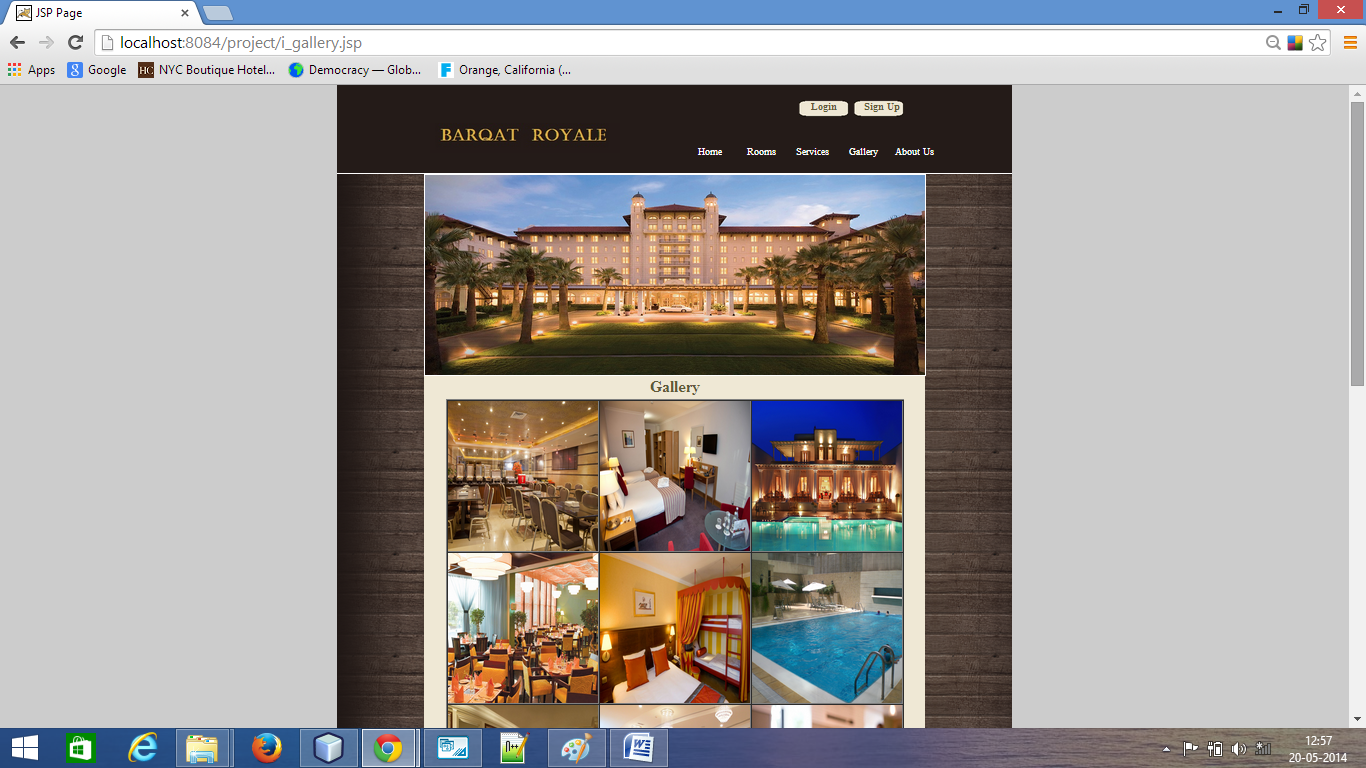 JSP Page
localhost:8084/project/i_gallery.jsp
Apps Google NYC Boutique Hotel... Democracy — Glob... Orange, California (...
Login Sign Up
BARQAT ROYALE
Home Rooms Services Gallery About Us
Gallery
12:57
20-05-2014